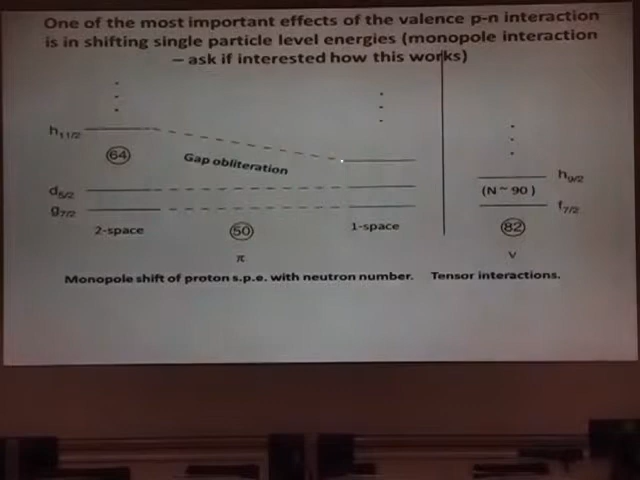 One of the most important effects of the valence p-n interaction
is in shifting single particle level energies (monopole interaction
– ask if interested how this works)
h11/2
64
Gap obliteration
h9/2
(N ~ 90 )
d5/2
g7/2
f7/2
2-space
50
1-space
82
π
ν
Monopole shift of proton s.p.e. with neutron number. Tensor interactions.